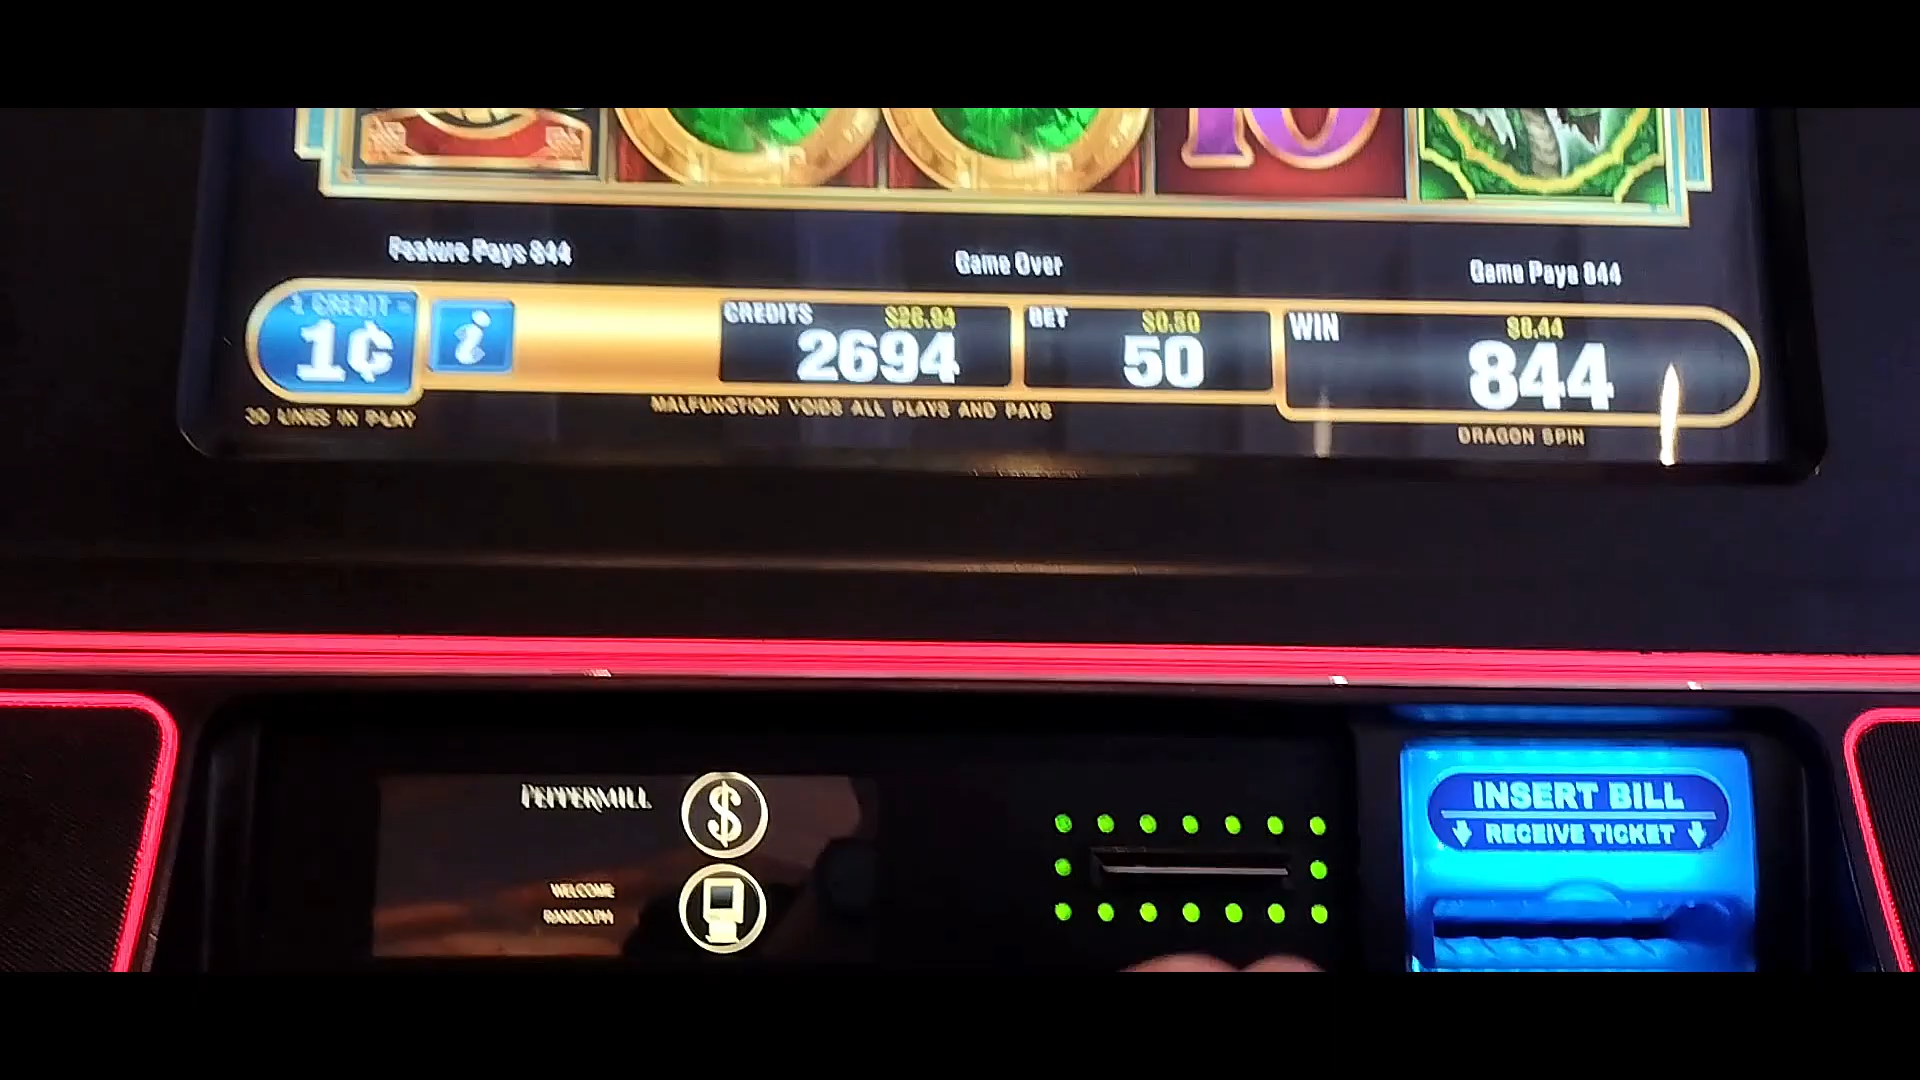 10
Feature Pays 844
Game Over
Game Pays 844
1 CREDIT =
1¢
i
CREDITS $26.94
2694
BET $0.50
50
WIN $8.44
844
30 LINES IN PLAY
MALFUNCTION VOIDS ALL PLAYS AND PAYS
DRAGON SPIN
PEPPERMILL
$
WELCOME
RANDOLPH
INSERT BILL
RECEIVE TICKET